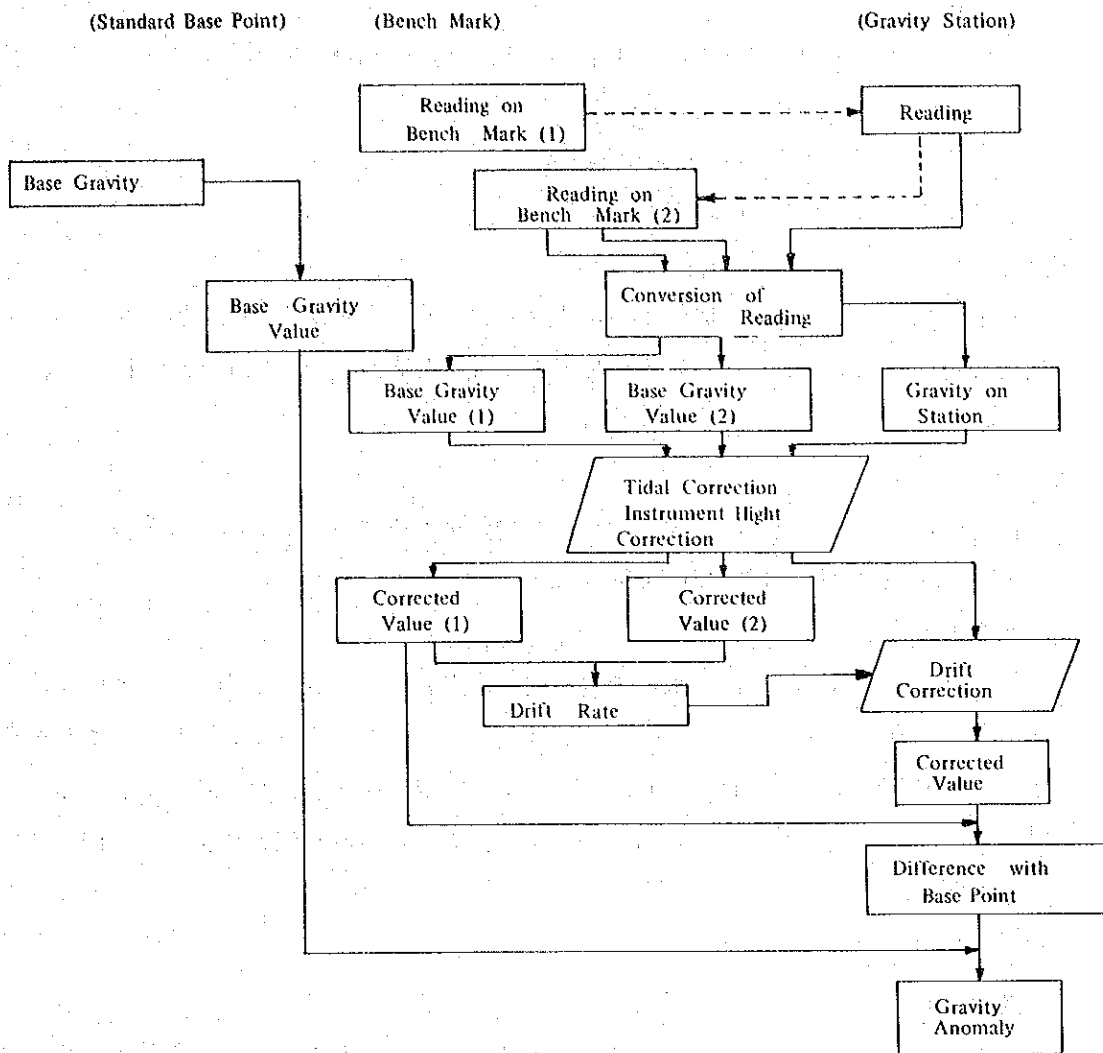 (Standard Base Point) (Bench Mark) (Gravity Station)
Reading on
Bench Mark (1)
Reading
Base Gravity
Reading on
Bench Mark (2)
Base Gravity
Value
Conversion of
Reading
Base Gravity
Value (1)
Base Gravity
Value (2)
Gravity on
Station
Tidal Correction
Instrument Hight
Correction
Corrected
Value (1)
Corrected
Value (2)
Drift
Correction
Drift Rate
Corrected
Value
Difference with
Base Point
Gravity
Anomaly